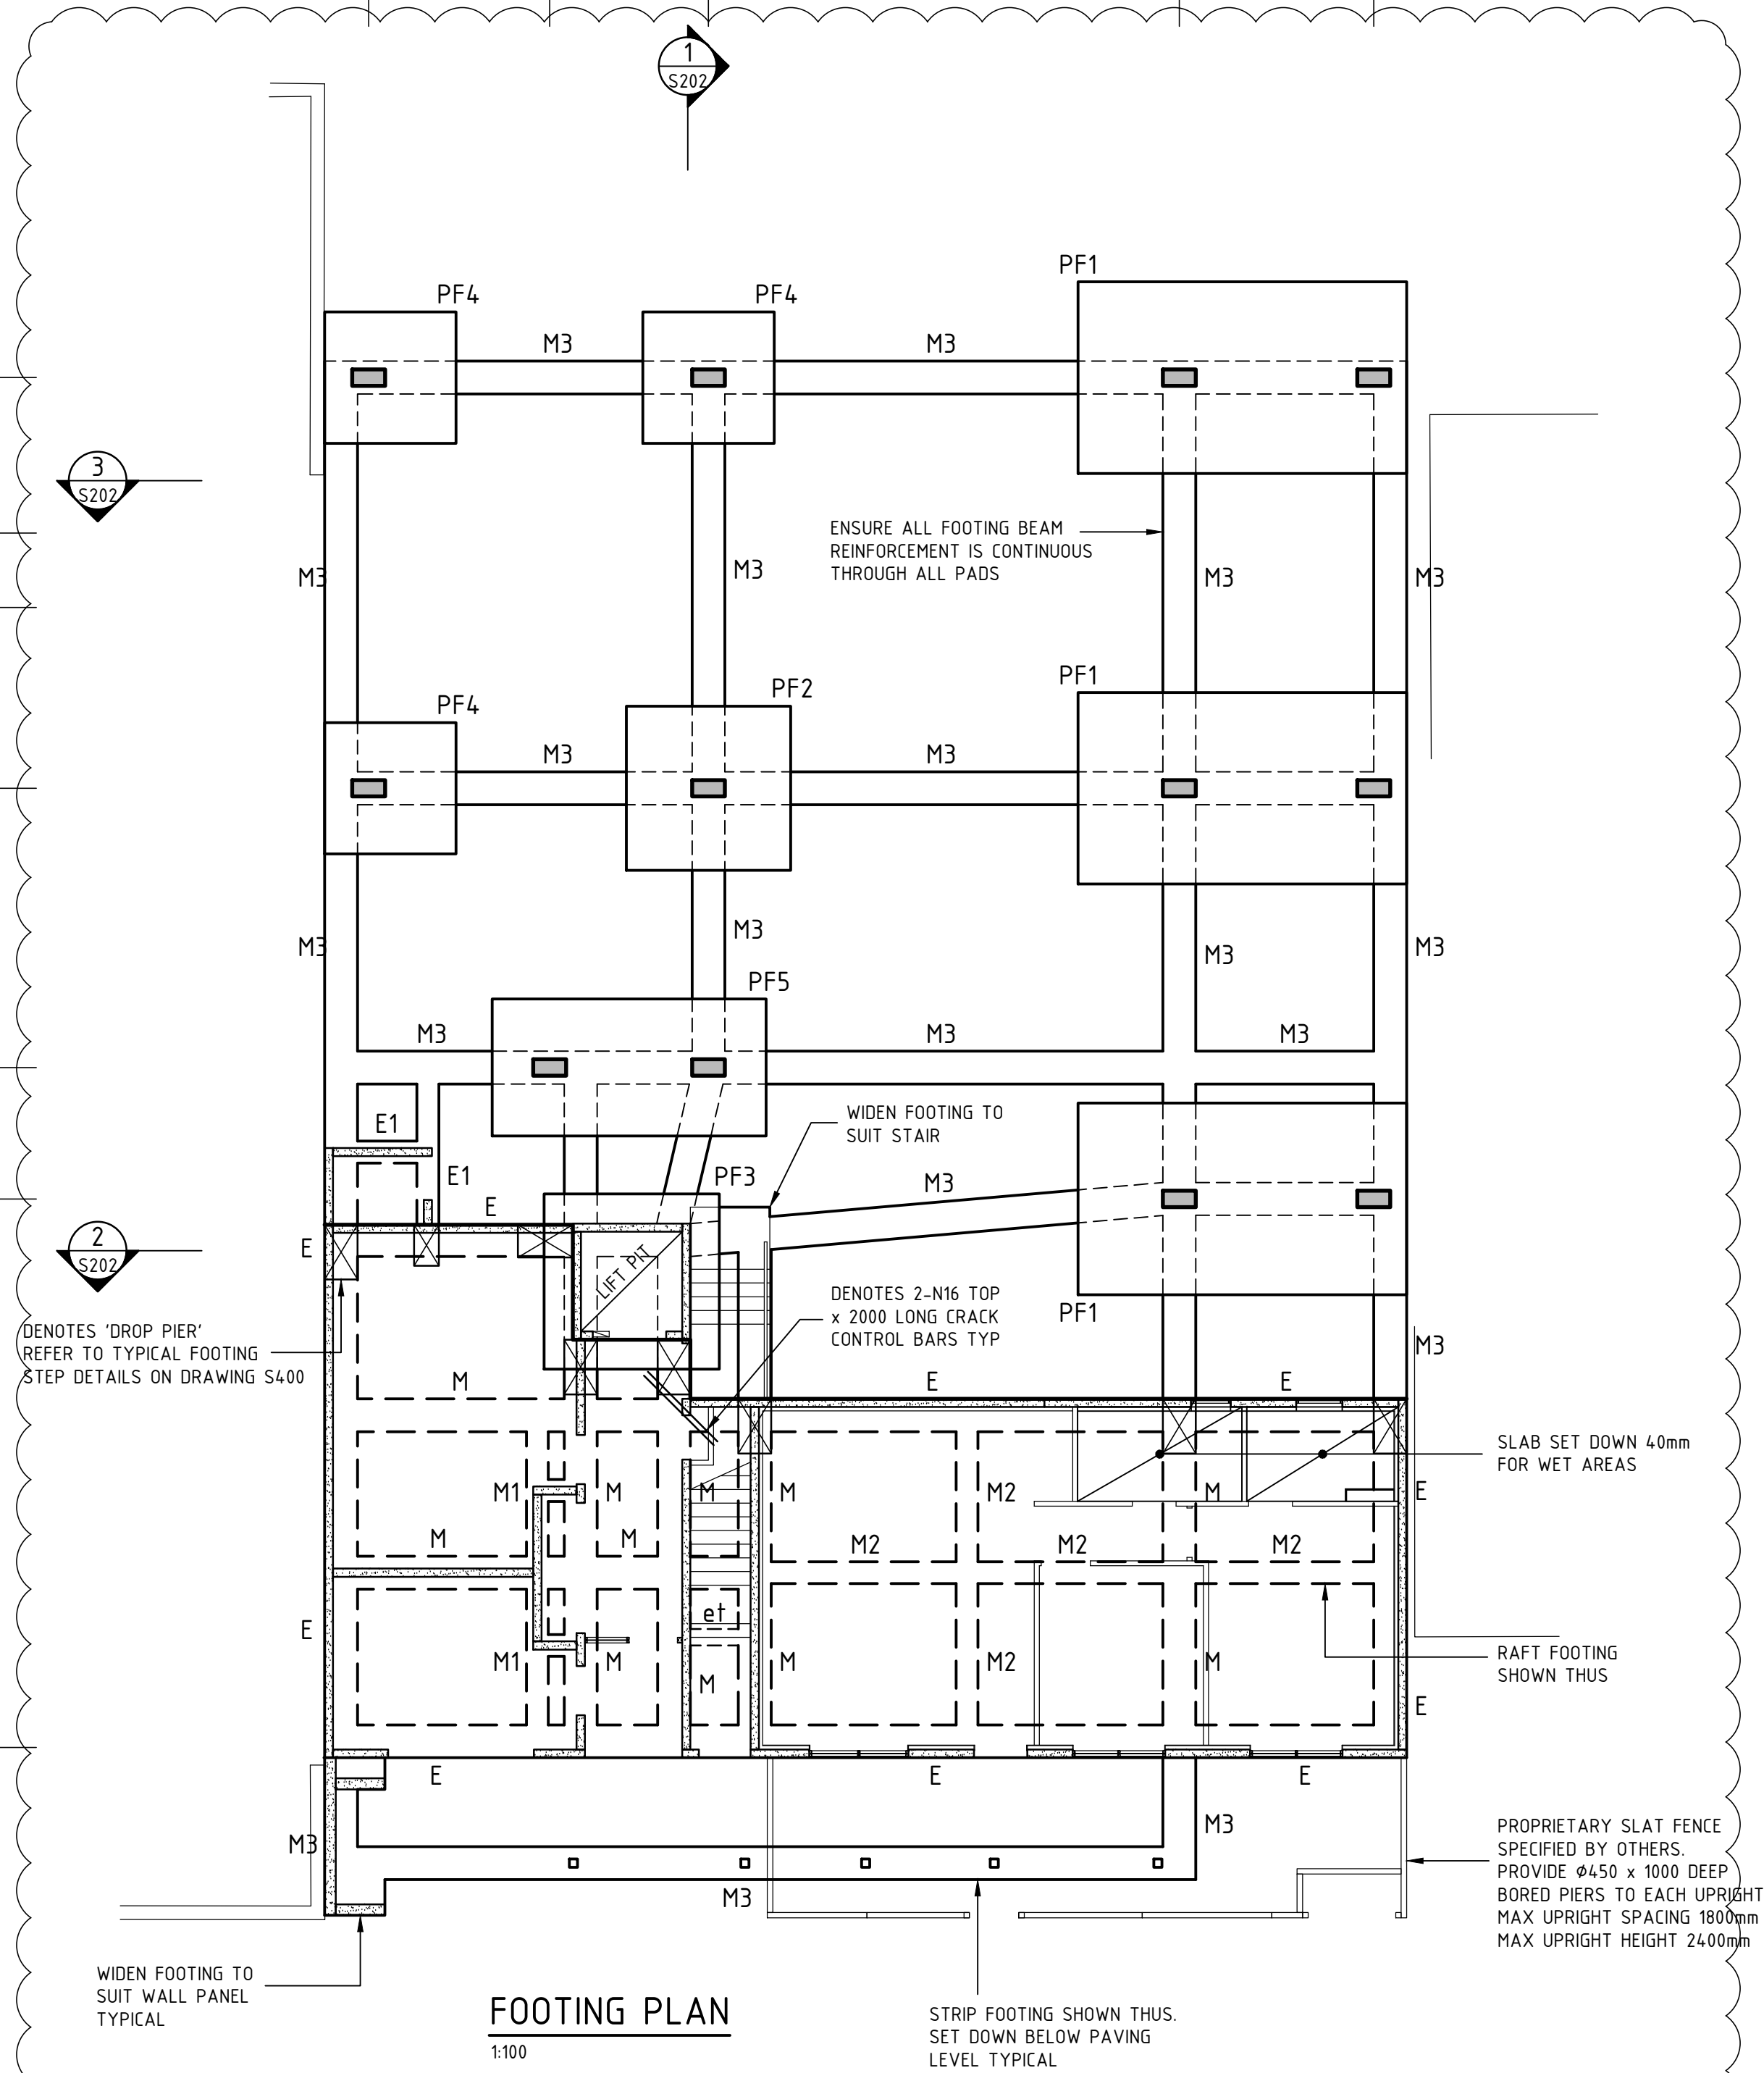 1
S202
PF1
PF4
PF4
M3
M3
3
S202
ENSURE ALL FOOTING BEAM
REINFORCEMENT IS CONTINUOUS
THROUGH ALL PADS
M3
M3
M3
M3
PF1
PF2
PF4
M3
M3
M3
M3
M3
M3
PF5
M3
M3
M3
WIDEN FOOTING TO
SUIT STAIR
E1
E1
PF3
M3
E
2
S202
E
LIFT PIT
DENOTES 2-N16 TOP
x 2000 LONG CRACK
CONTROL BARS TYP
PF1
DENOTES 'DROP PIER'
REFER TO TYPICAL FOOTING
STEP DETAILS ON DRAWING S400
M3
M
E
E
SLAB SET DOWN 40mm
FOR WET AREAS
M1
M
M
M
M2
M
E
M
M
M2
M2
M2
et
E
RAFT FOOTING
SHOWN THUS
M1
M
M
M
M2
M
E
E
E
E
M3
M3
PROPRIETARY SLAT FENCE
SPECIFIED BY OTHERS.
PROVIDE Ø450 x 1000 DEEP
BORED PIERS TO EACH UPRIGHT
MAX UPRIGHT SPACING 1800mm
MAX UPRIGHT HEIGHT 2400mm
M3
WIDEN FOOTING TO
SUIT WALL PANEL
TYPICAL
FOOTING PLAN
1:100
STRIP FOOTING SHOWN THUS.
SET DOWN BELOW PAVING
LEVEL TYPICAL